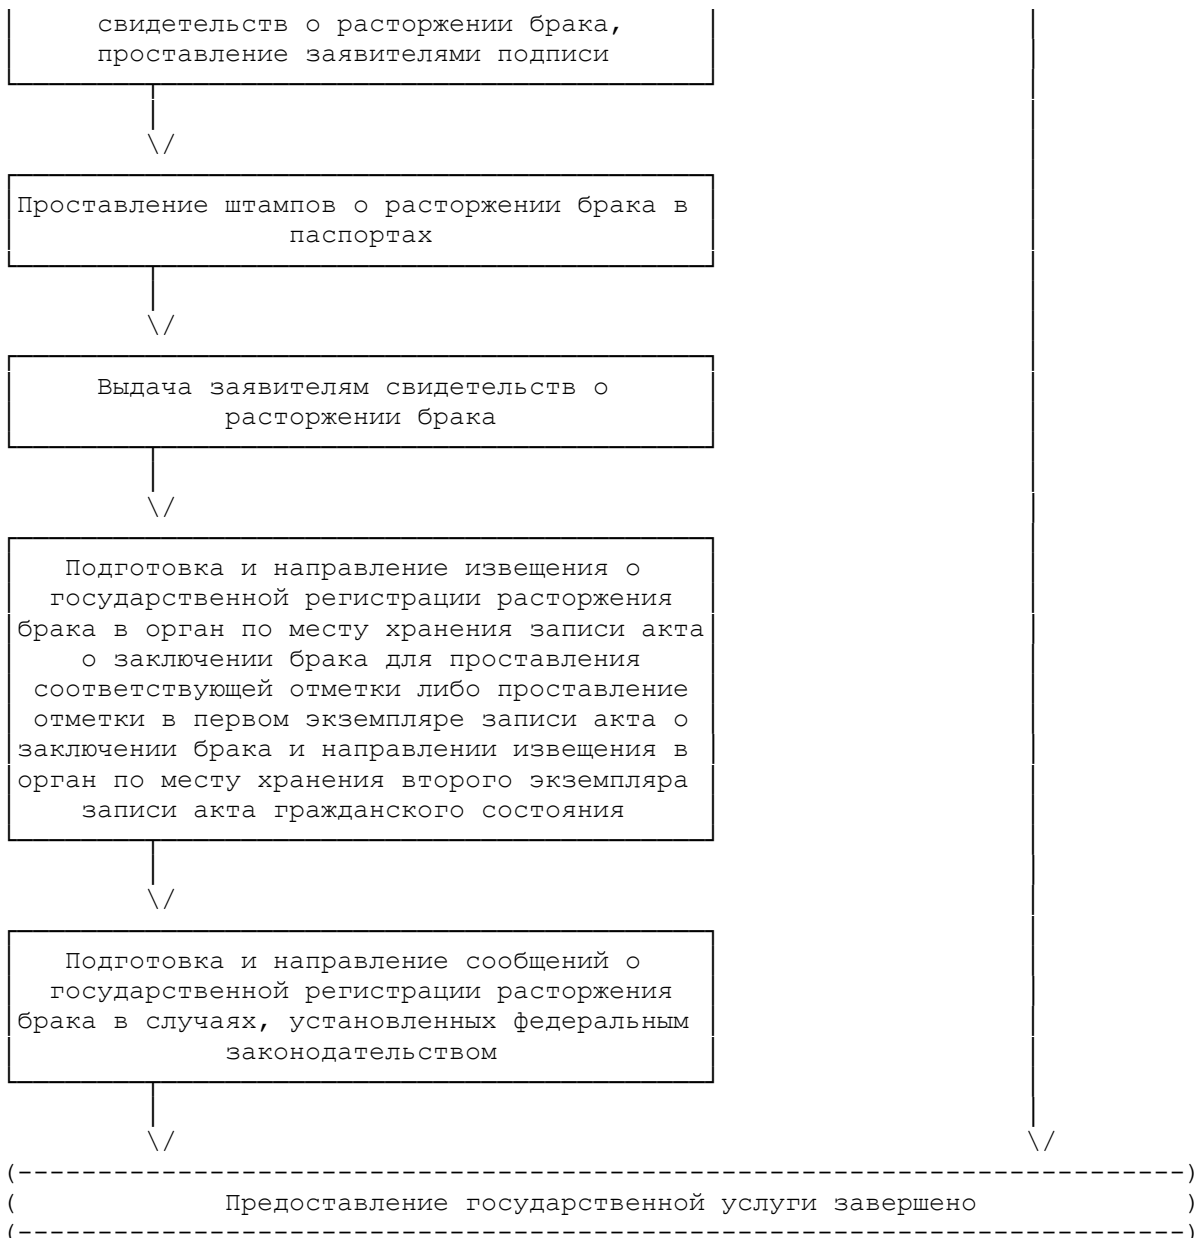 свидетельств о расторжении брака,
проставление заявителями подписи
Проставление штампов о расторжении брака в
паспортах
Выдача заявителям свидетельств о
расторжении брака
Подготовка и направление извещения о
государственной регистрации расторжения
брака в орган по месту хранения записи акта
о заключении брака для проставления
соответствующей отметки либо проставление
отметки в первом экземпляре записи акта о
заключении брака и направлении извещения в
орган по месту хранения второго экземпляра
записи акта гражданского состояния
Подготовка и направление сообщений о
государственной регистрации расторжения
брака в случаях, установленных федеральным
законодательством
Предоставление государственной услуги завершено